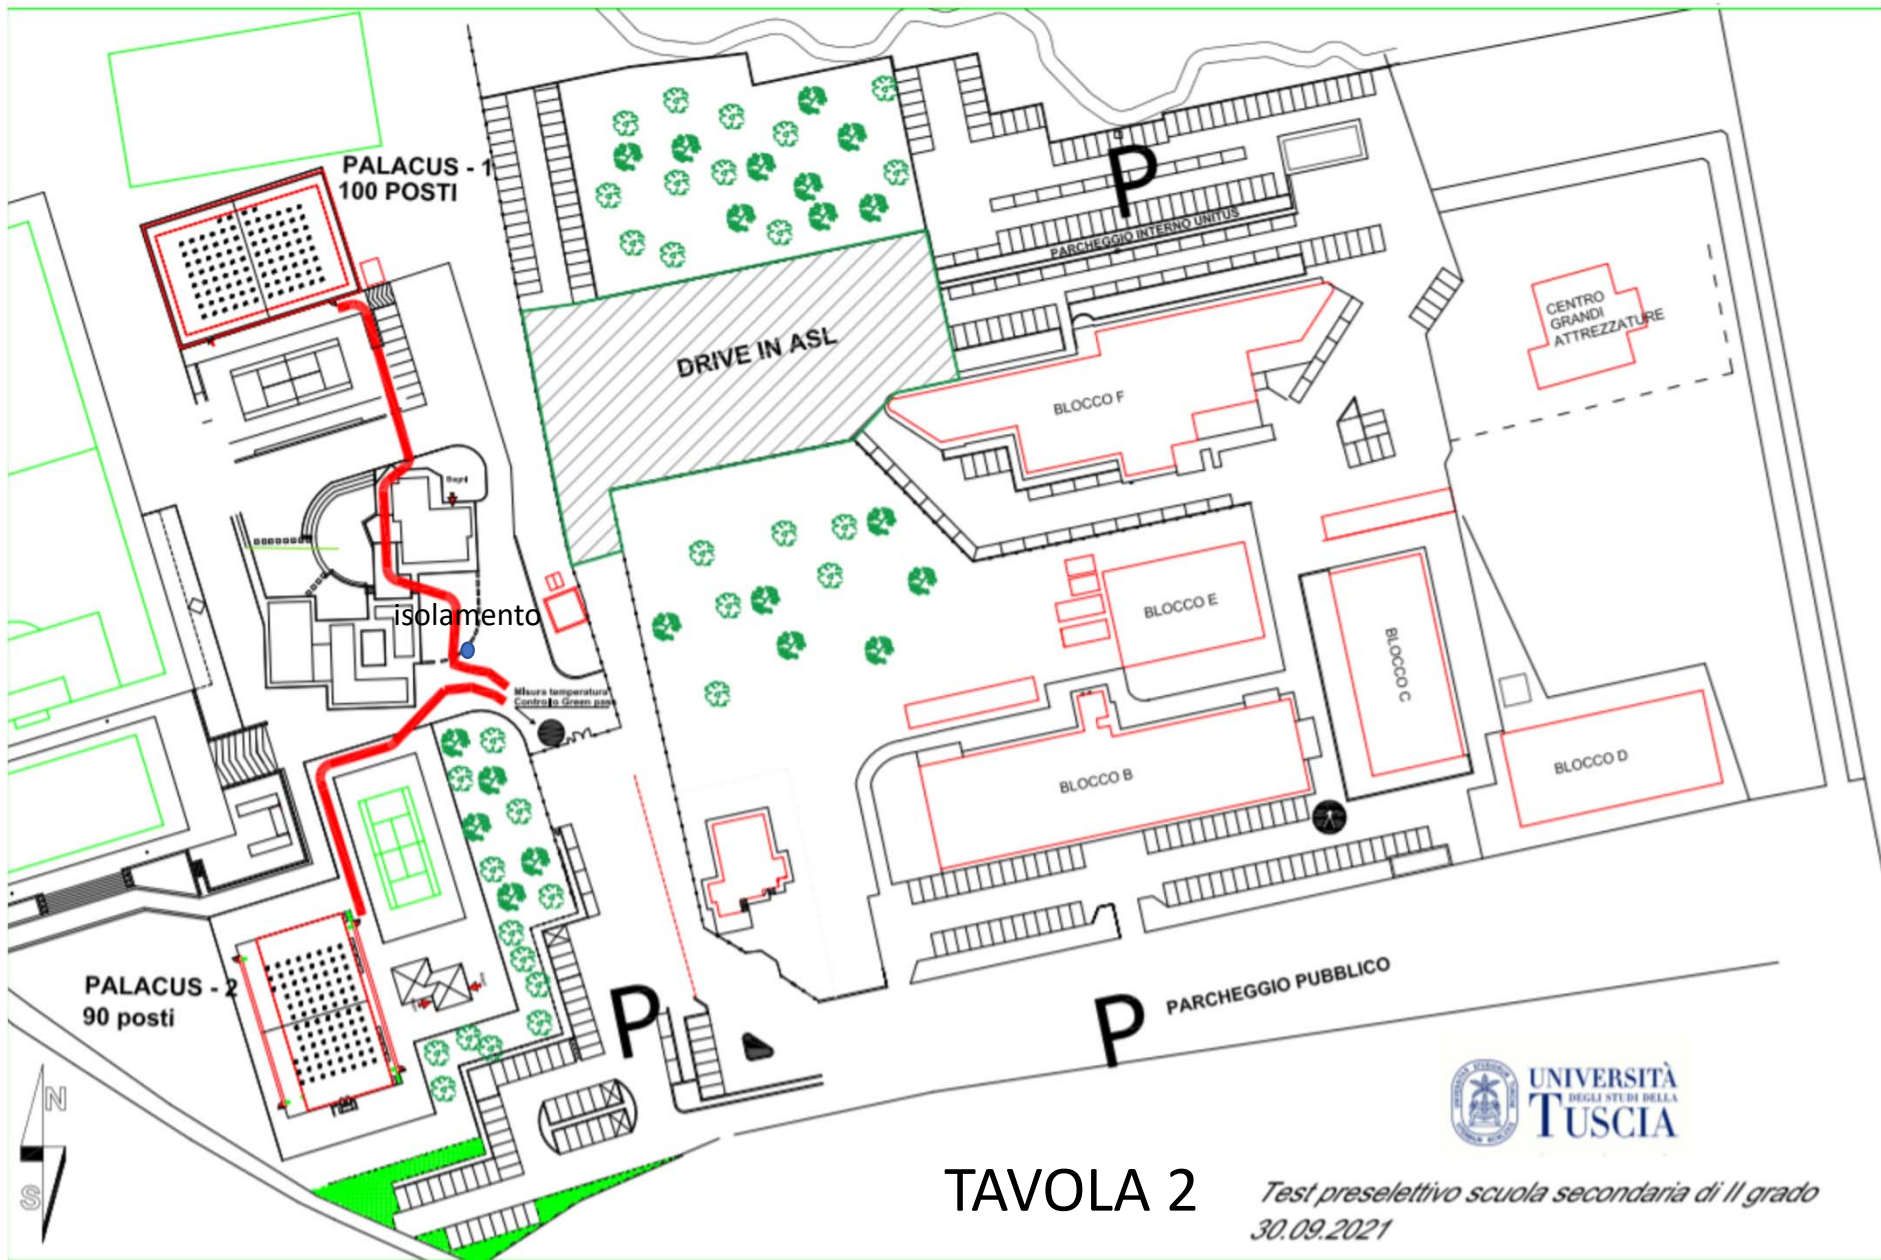 PALACUS - 1
100 POSTI
P
PARCHEGGIO INTERNO UNITUS
CENTRO
GRANDI
ATTREZZATURE
DRIVE IN ASL
BLOCCO F
Bagni
isolamento
BLOCCO E
BLOCCO C
Misura temperatura
Controllo Green pass
BLOCCO B
BLOCCO D
PALACUS - 2
90 posti
P
P
PARCHEGGIO PUBBLICO
N
S
UNIVERSITÀ
DEGLI STUDI DELLA
TUSCIA
TAVOLA 2
Test preselettivo scuola secondaria di II grado
30.09.2021